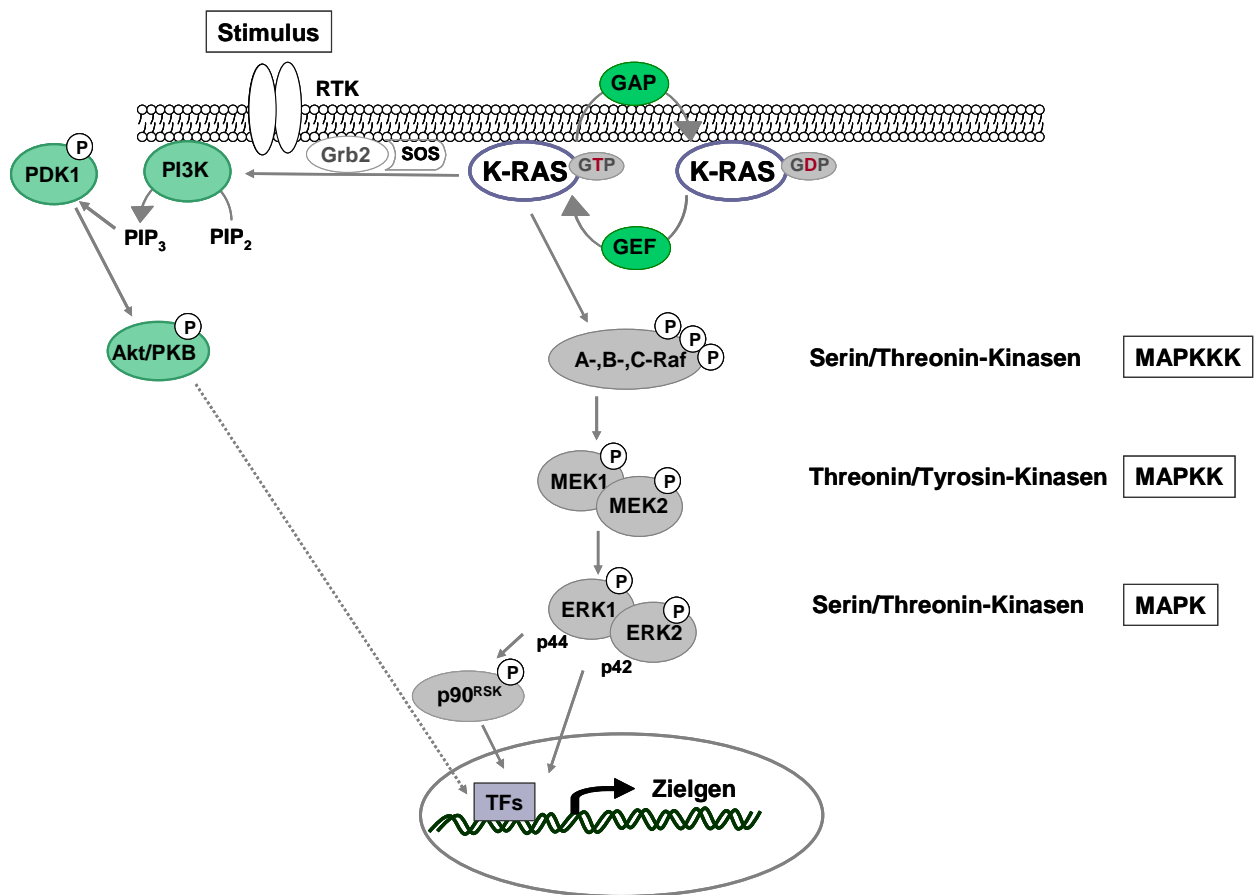 Stimulus
RTK
GAP
P
PDK1
PI3K
Grb2
SOS
K-RAS
GTP
K-RAS
GDP
PIP3
PIP2
GEF
P
Akt/PKB
P
P
P
A-,B-,C-Raf
Serin/Threonin-Kinasen
MAPKKK
P
MEK1
P
MEK2
Threonin/Tyrosin-Kinasen
MAPKK
P
ERK1
P
ERK2
p44
p42
Serin/Threonin-Kinasen
MAPK
P
p90RSK
TFs
Zielgen